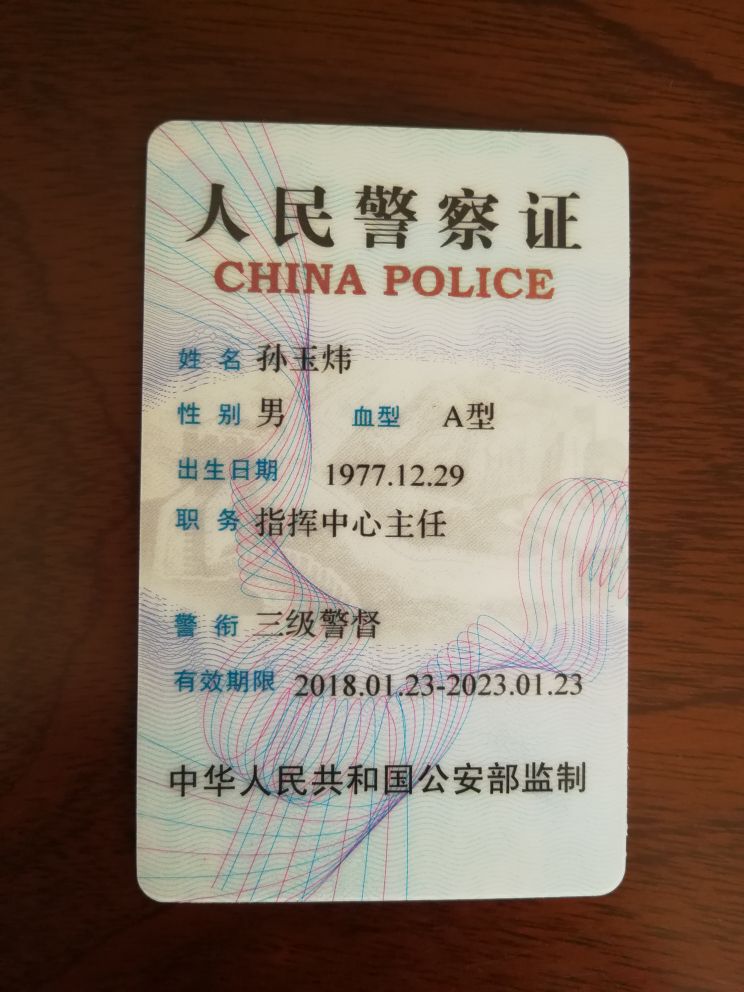 人民警察证
CHINA POLICE
姓名 孙玉炜
性别 男 血型 A型
出生日期 1977.12.29
职务 指挥中心主任
警衔 三级警督
有效期限 2018.01.23-2023.01.23
中华人民共和国公安部监制